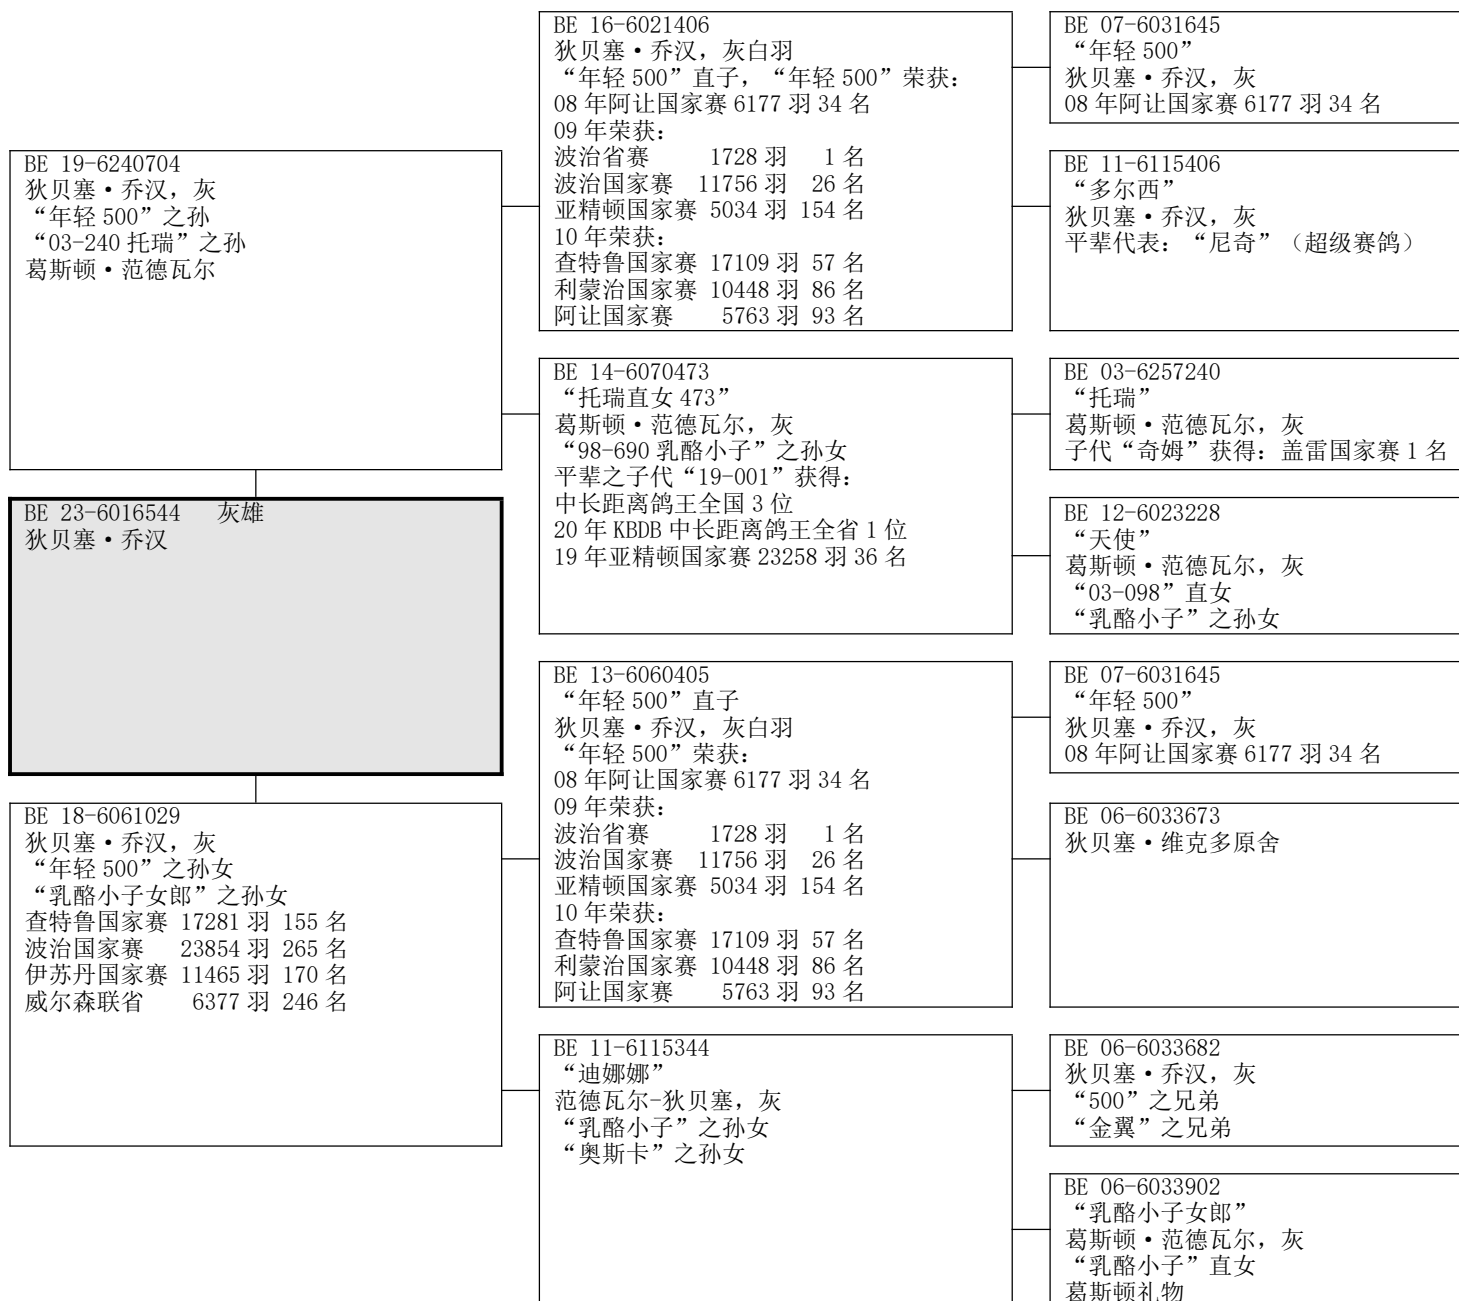 BE 19-6240704
狄贝塞•乔汉，灰
“年轻 500”之孙
“03-240 托瑞”之孙
葛斯顿•范德瓦尔
BE 23-6016544 灰雄
狄贝塞•乔汉
BE 18-6061029
狄贝塞•乔汉，灰
“年轻 500”之孙女
“乳酪小子女郎”之孙女
查特鲁国家赛 17281 羽 155 名
波治国家赛 23854 羽 265 名
伊苏丹国家赛 11465 羽 170 名
威尔森联省 6377 羽 246 名
BE 16-6021406
狄贝塞•乔汉，灰白羽
“年轻 500”直子，“年轻 500”荣获：
08 年阿让国家赛 6177 羽 34 名
09 年荣获：
波治省赛 1728 羽 1 名
波治国家赛 11756 羽 26 名
亚精顿国家赛 5034 羽 154 名
10 年荣获：
查特鲁国家赛 17109 羽 57 名
利蒙治国家赛 10448 羽 86 名
阿让国家赛 5763 羽 93 名
BE 14-6070473
“托瑞直女 473”
葛斯顿•范德瓦尔，灰
“98-690 乳酪小子”之孙女
平辈之子代“19-001”获得：
中长距离鸽王全国 3 位
20 年 KBDB 中长距离鸽王全省 1 位
19 年亚精顿国家赛 23258 羽 36 名
BE 13-6060405
“年轻 500”直子
狄贝塞•乔汉，灰白羽
“年轻 500”荣获：
08 年阿让国家赛 6177 羽 34 名
09 年荣获：
波治省赛 1728 羽 1 名
波治国家赛 11756 羽 26 名
亚精顿国家赛 5034 羽 154 名
10 年荣获：
查特鲁国家赛 17109 羽 57 名
利蒙治国家赛 10448 羽 86 名
阿让国家赛 5763 羽 93 名
BE 11-6115344
“迪娜娜”
范德瓦尔-狄贝塞，灰
“乳酪小子”之孙女
“奥斯卡”之孙女
BE 07-6031645
“年轻 500”
狄贝塞•乔汉，灰
08 年阿让国家赛 6177 羽 34 名
BE 11-6115406
“多尔西”
狄贝塞•乔汉，灰
平辈代表：“尼奇”（超级赛鸽）
BE 03-6257240
“托瑞”
葛斯顿•范德瓦尔，灰
子代“奇姆”获得：盖雷国家赛 1 名
BE 12-6023228
“天使”
葛斯顿•范德瓦尔，灰
“03-098”直女
“乳酪小子”之孙女
BE 07-6031645
“年轻 500”
狄贝塞•乔汉，灰
08 年阿让国家赛 6177 羽 34 名
BE 06-6033673
狄贝塞•维克多原舍
BE 06-6033682
狄贝塞•乔汉，灰
“500”之兄弟
“金翼”之兄弟
BE 06-6033902
“乳酪小子女郎”
葛斯顿•范德瓦尔，灰
“乳酪小子”直女
葛斯顿礼物